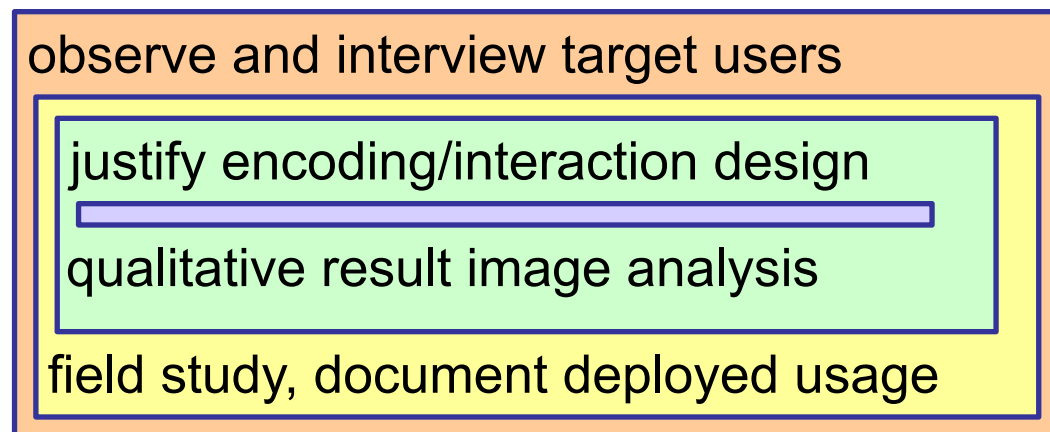 observe and interview target users
justify encoding/interaction design
qualitative result image analysis
field study, document deployed usage